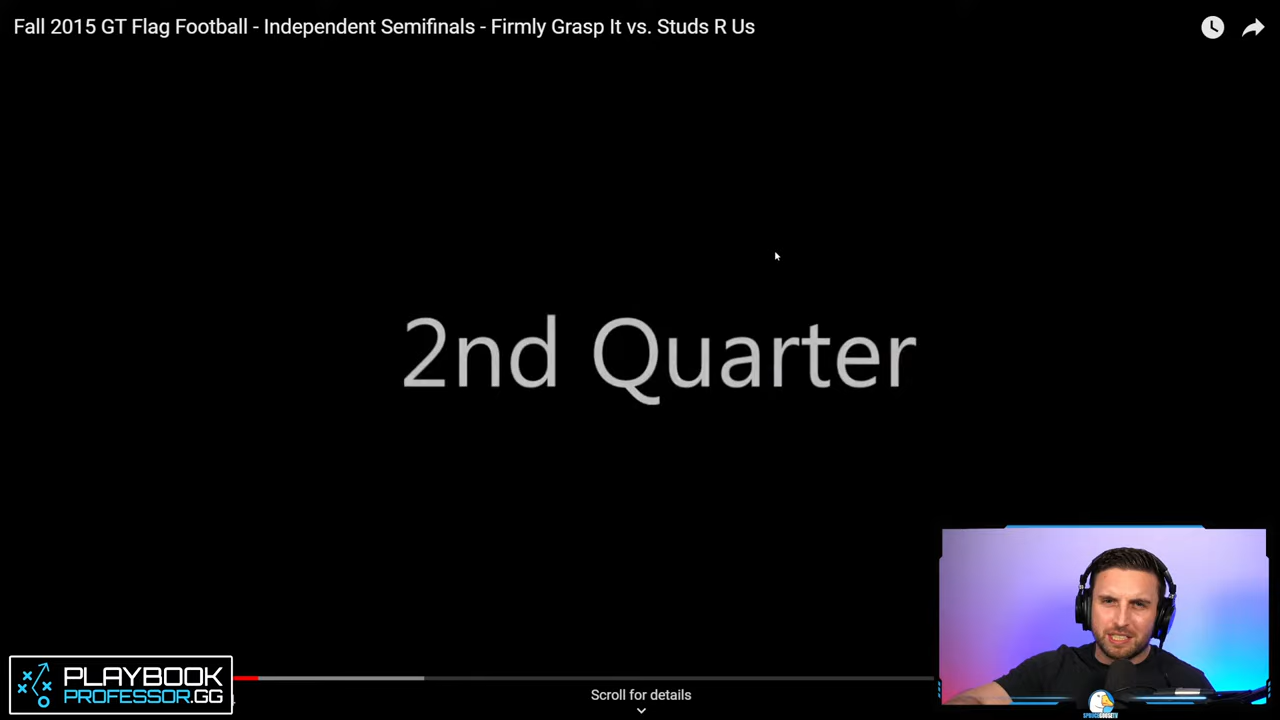 Fall 2015 GT Flag Football - Independent Semifinals - Firmly Grasp It vs. Studs R Us
2nd Quarter
PLAYBOOK
PROFESSOR.GG
Scroll for details
SPRUCEGOOSETV